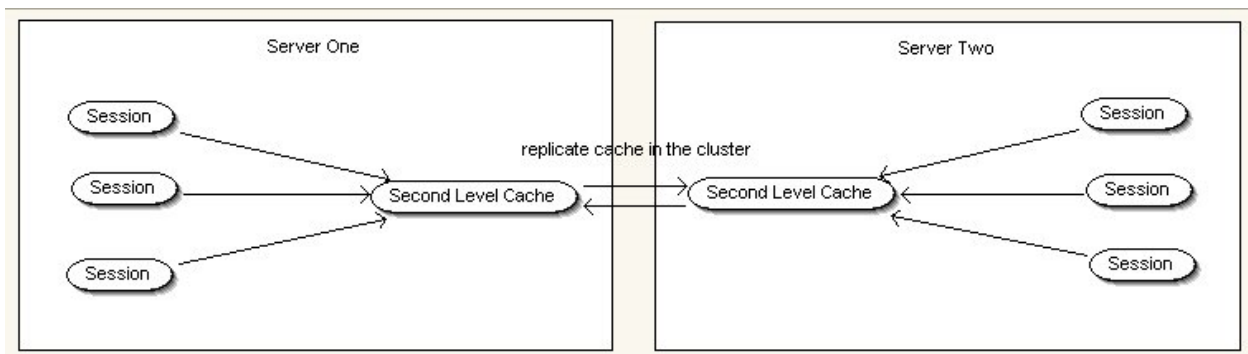 Server One
Session
Session
Session
Second Level Cache
replicate cache in the cluster
Server Two
Second Level Cache
Session
Session
Session